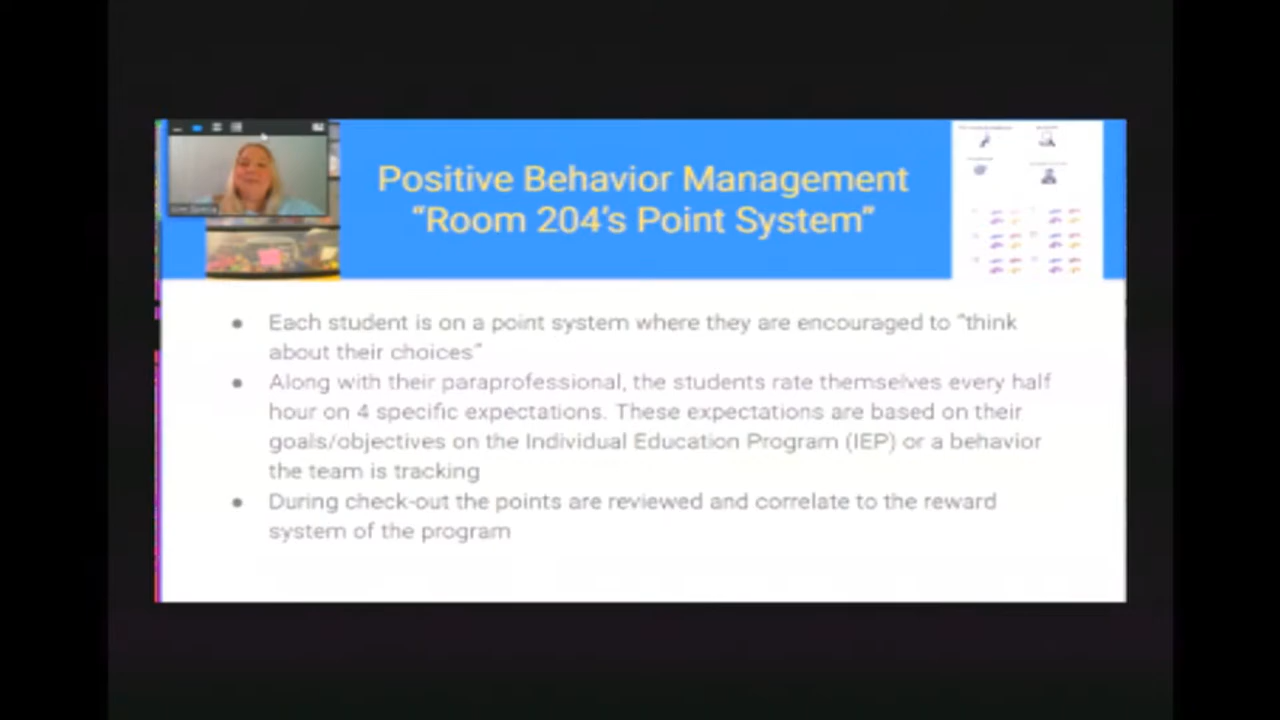 Positive Behavior Management
“Room 204’s Point System”
● Each student is on a point system where they are encouraged to “think
about their choices”
● Along with their paraprofessional, the students rate themselves every half
hour on 4 specific expectations. These expectations are based on their
goals/objectives on the Individual Education Program (IEP) or a behavior
the team is tracking
● During check-out the points are reviewed and correlate to the reward
system of the program